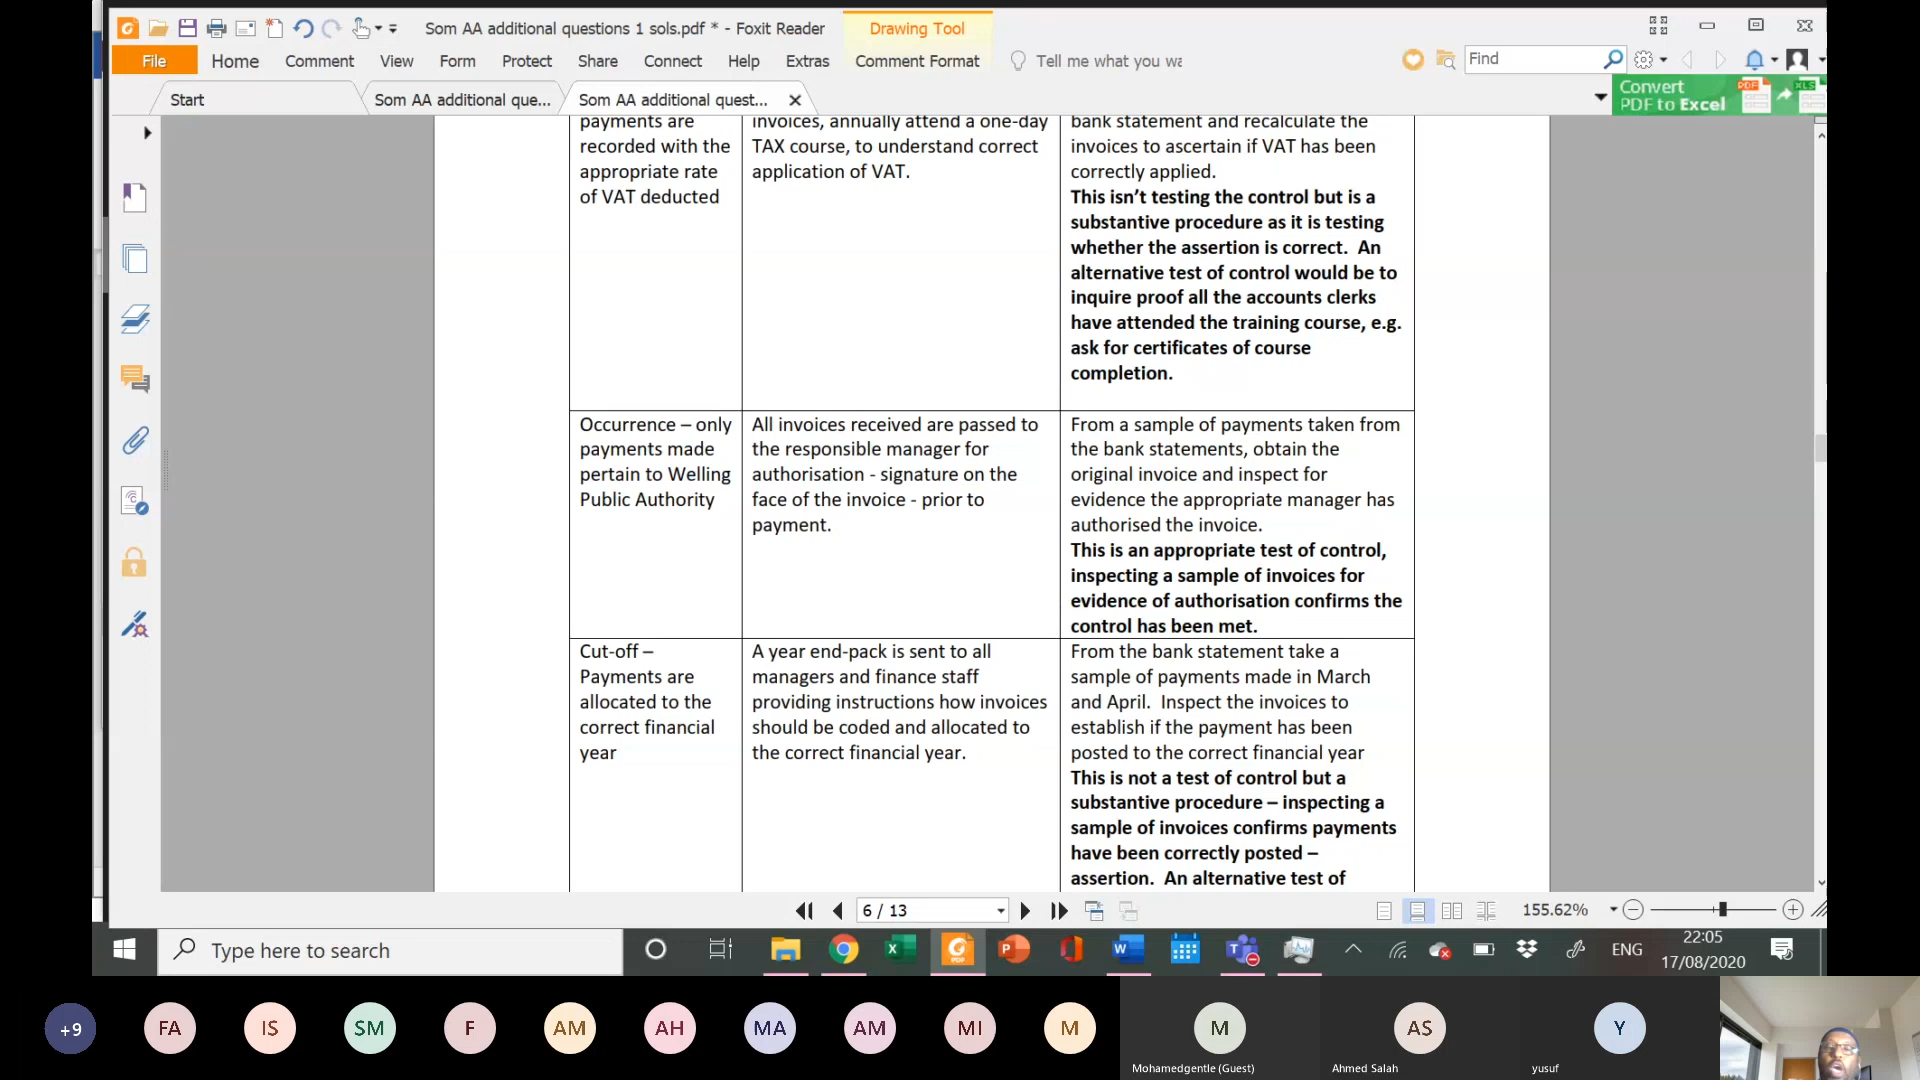 Som AA additional questions 1 sols.pdf * - Foxit Reader
Drawing Tool
File
Home
Comment
View
Form
Protect
Share
Connect
Help
Extras
Comment Format
Tell me what you wa
Find
Start
Som AA additional que...
Som AA additional quest...
Convert
PDF to Excel
PDF
XLS
payments are
recorded with the
appropriate rate
of VAT deducted
invoices, annually attend a one-day
TAX course, to understand correct
application of VAT.
bank statement and recalculate the
invoices to ascertain if VAT has been
correctly applied.
This isn’t testing the control but is a
substantive procedure as it is testing
whether the assertion is correct. An
alternative test of control would be to
inquire proof all the accounts clerks
have attended the training course, e.g.
ask for certificates of course
completion.
Occurrence – only
payments made
pertain to Welling
Public Authority
All invoices received are passed to
the responsible manager for
authorisation - signature on the
face of the invoice - prior to
payment.
From a sample of payments taken from
the bank statements, obtain the
original invoice and inspect for
evidence the appropriate manager has
authorised the invoice.
This is an appropriate test of control,
inspecting a sample of invoices for
evidence of authorisation confirms the
control has been met.
Cut-off –
Payments are
allocated to the
correct financial
year
A year end-pack is sent to all
managers and finance staff
providing instructions how invoices
should be coded and allocated to
the correct financial year.
From the bank statement take a
sample of payments made in March
and April. Inspect the invoices to
establish if the payment has been
posted to the correct financial year
This is not a test of control but a
substantive procedure – inspecting a
sample of invoices confirms payments
have been correctly posted –
assertion. An alternative test of
6 / 13
155.62%
Type here to search
ENG
22:05
17/08/2020
+9
FA
IS
SM
F
AM
AH
MA
AM
MI
M
M
AS
Y
Mohamedgentle (Guest)
Ahmed Salah
yusuf